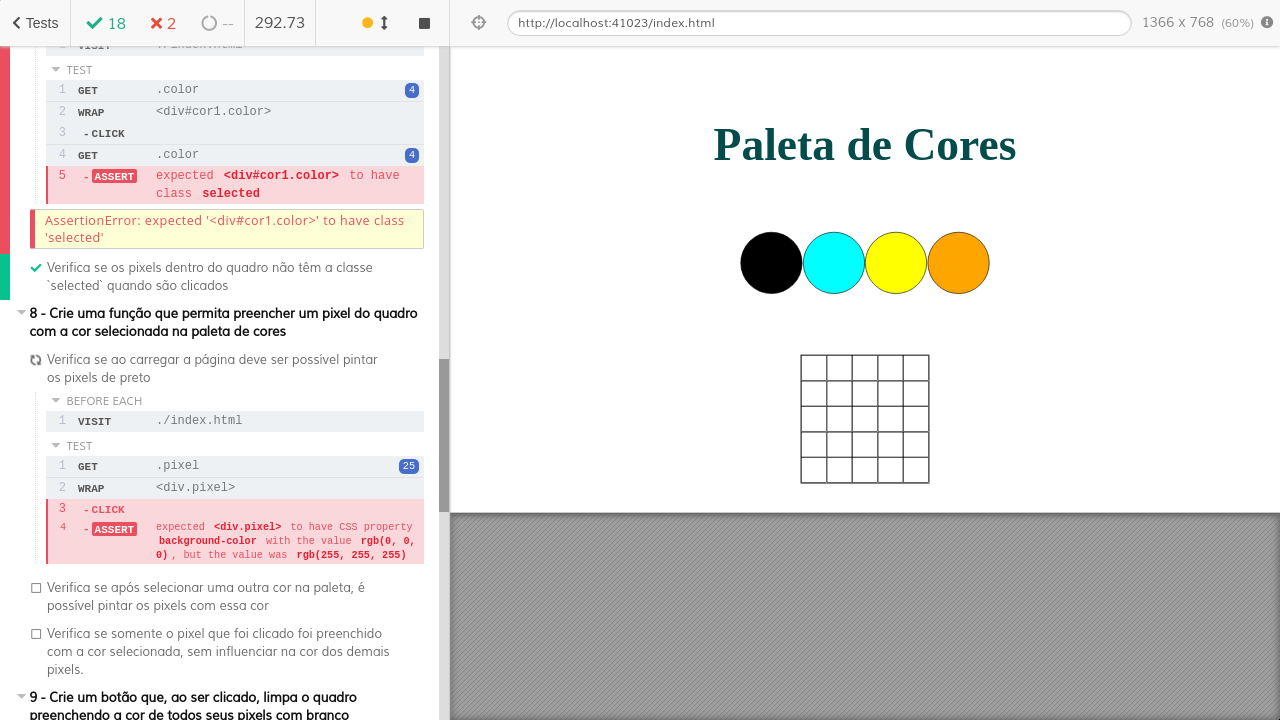 Tests 18 2 -- 292.73 http://localhost:41023/index.html 1366 x 768 (60%)
TEST
1 GET .color 4
2 WRAP <div#cor1.color>
3 -CLICK
4 GET .color 4
5 -ASSERT expected <div#cor1.color> to have
class selected
AssertionError: expected '<div#cor1.color>' to have class
'selected'
Verifica se os pixels dentro do quadro não têm a classe
`selected` quando são clicados
8 - Crie uma função que permita preencher um pixel do quadro
com a cor selecionada na paleta de cores
Verifica se ao carregar a página deve ser possível pintar
os pixels de preto
BEFORE EACH
1 VISIT ./index.html
TEST
1 GET .pixel 25
2 WRAP <div.pixel>
3 -CLICK
4 -ASSERT expected <div.pixel> to have CSS property
background-color with the value rgb(0, 0,
0), but the value was rgb(255, 255, 255)
Verifica se após selecionar uma outra cor na paleta, é
possível pintar os pixels com essa cor
Verifica se somente o pixel que foi clicado foi preenchido
com a cor selecionada, sem influenciar na cor dos demais
pixels.
9 - Crie um botão que, ao ser clicado, limpa o quadro
preenchendo a cor de todos seus pixels com branco
Paleta de Cores